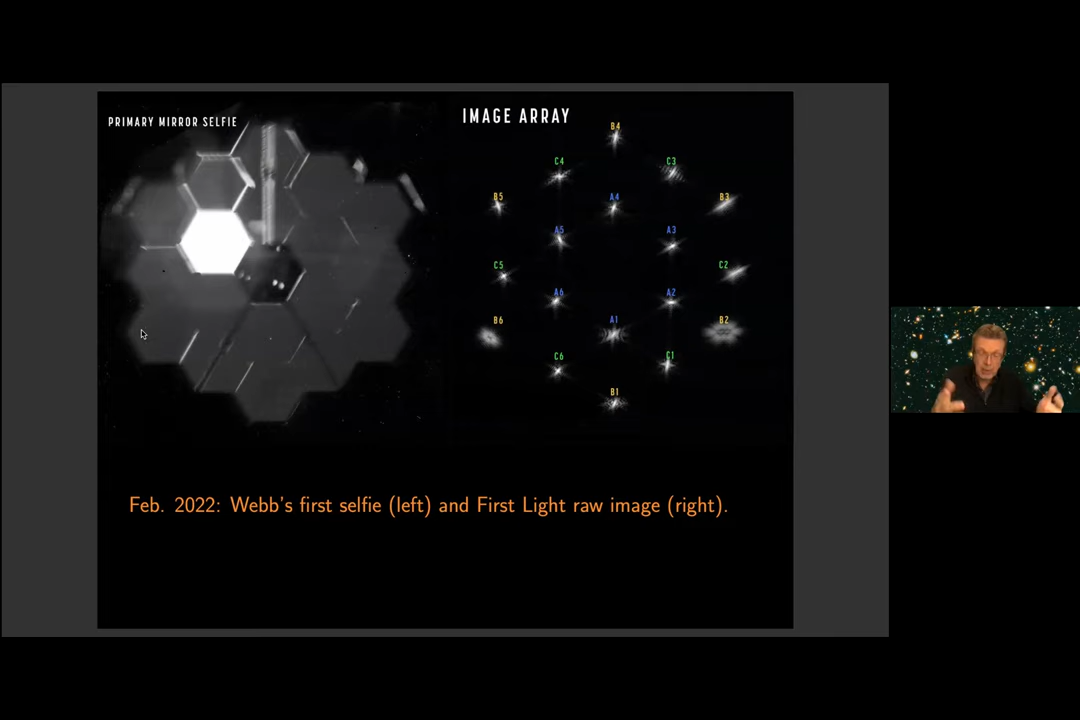 PRIMARY MIRROR SELFIE
IMAGE ARRAY
B4
C4
C3
B5
A4
B3
A5
A3
C5
C2
A6
A2
B6
A1
B2
C6
C1
B1
Feb. 2022: Webb's first selfie (left) and First Light raw image (right).